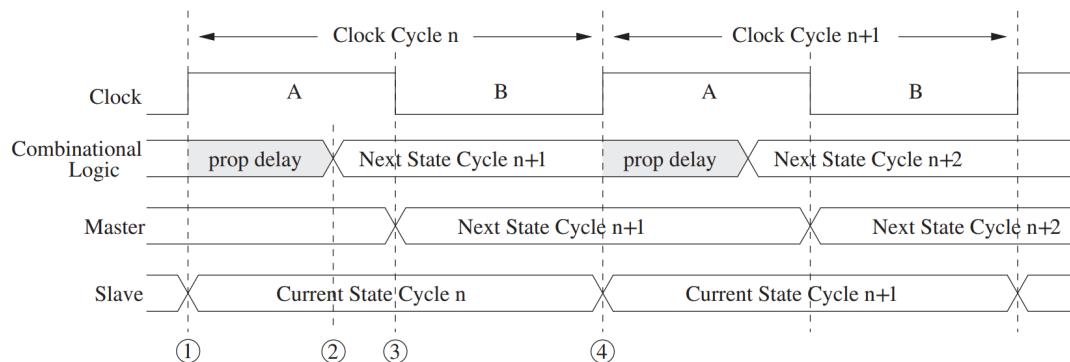 Clock Cycle n Clock Cycle n+1
Clock A B A B
Combinational
Logic prop delay Next State Cycle n+1 prop delay Next State Cycle n+2
Master Next State Cycle n+1 Next State Cycle n+2
Slave Current State Cycle n Current State Cycle n+1
① ② ③ ④